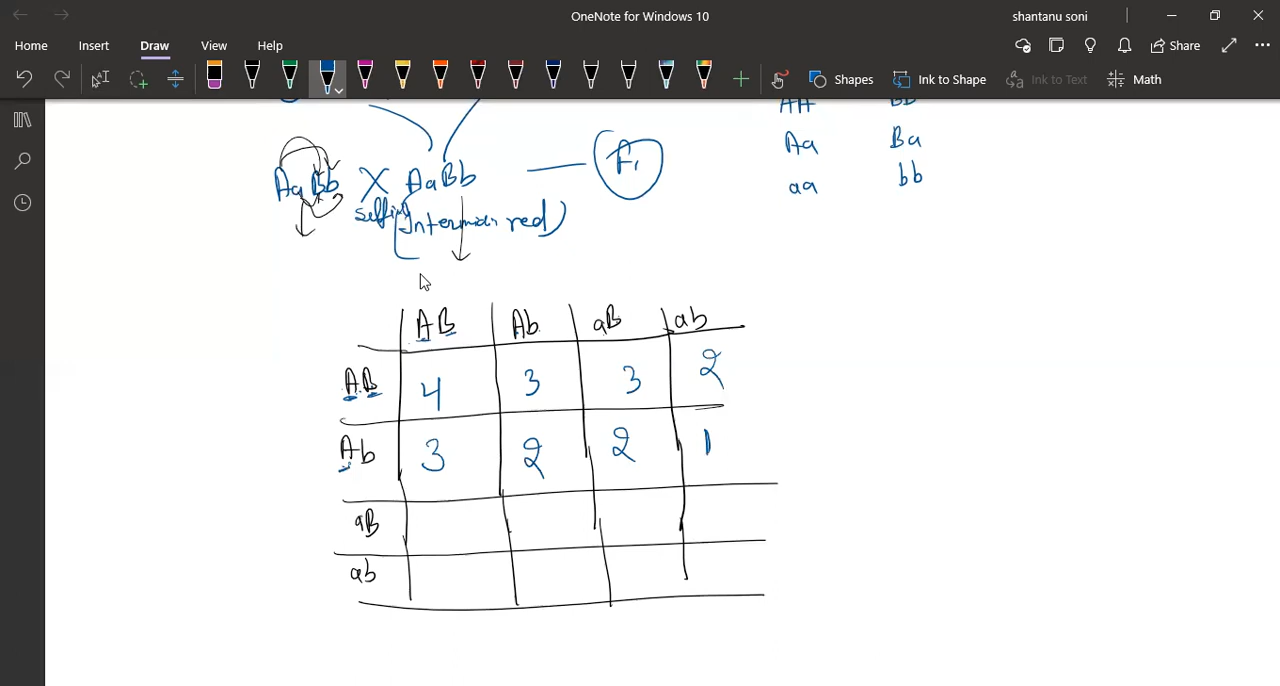 OneNote for Windows 10
shantanu soni
Home Insert Draw View Help
Share
Shapes Ink to Shape Ink to Text Math
AA BB
Aa Ba
aa bb
AaBb X AaBb — F1
selfing (Intermedi red)
AB Ab aB ab
AB 4 3 3 2
Ab 3 2 2 1
aB
ab